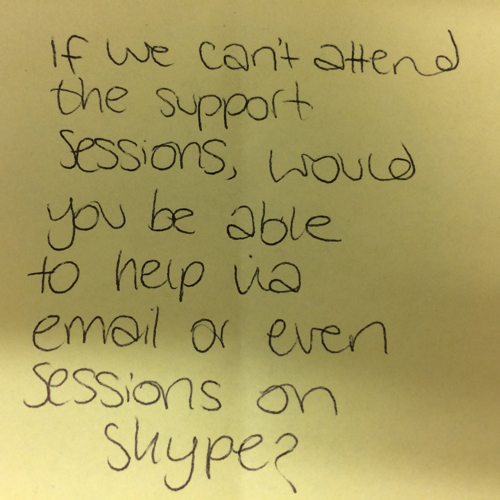 If we can't attend
the support
sessions, would
you be able
to help via
email or even
sessions on
Skype?